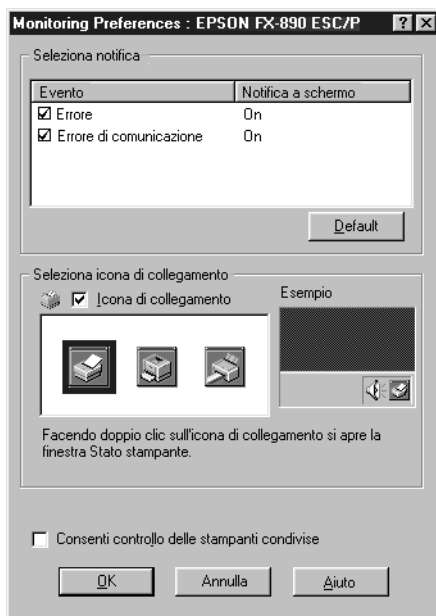 Monitoring Preferences : EPSON FX-890 ESC/P
Seleziona notifica
Evento Notifica a schermo
Errore On
Errore di comunicazione On
Default
Seleziona icona di collegamento
Icona di collegamento
Esempio
Facendo doppio clic sull'icona di collegamento si apre la
finestra Stato stampante.
Consenti controllo delle stampanti condivise
OK Annulla Aiuto